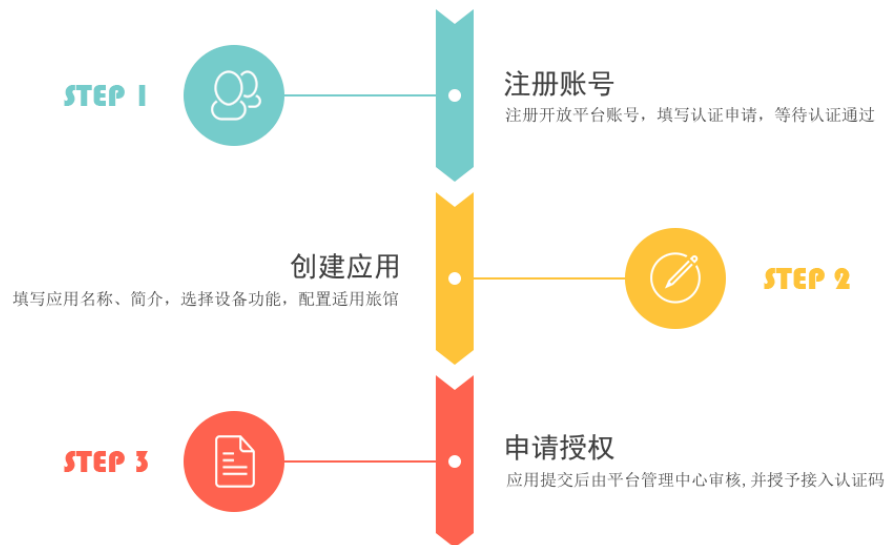 STEP 1
注册账号
注册开放平台账号，填写认证申请，等待认证通过
创建应用
填写应用名称、简介，选择设备功能，配置适用旅馆
STEP 2
STEP 3
申请授权
应用提交后由平台管理中心审核,并授予接入认证码